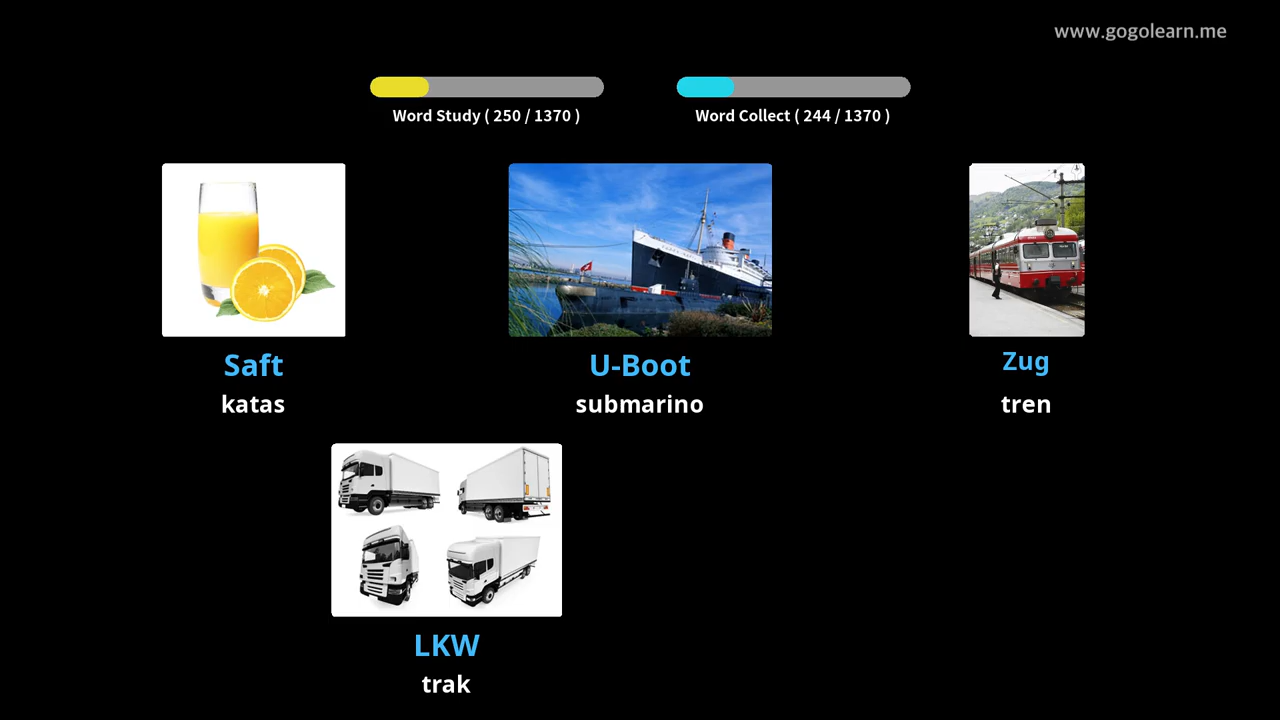 www.gogolearn.me
Word Study ( 250 / 1370 )
Word Collect ( 244 / 1370 )
Saft
katas
U-Boot
submarino
Zug
tren
LKW
trak